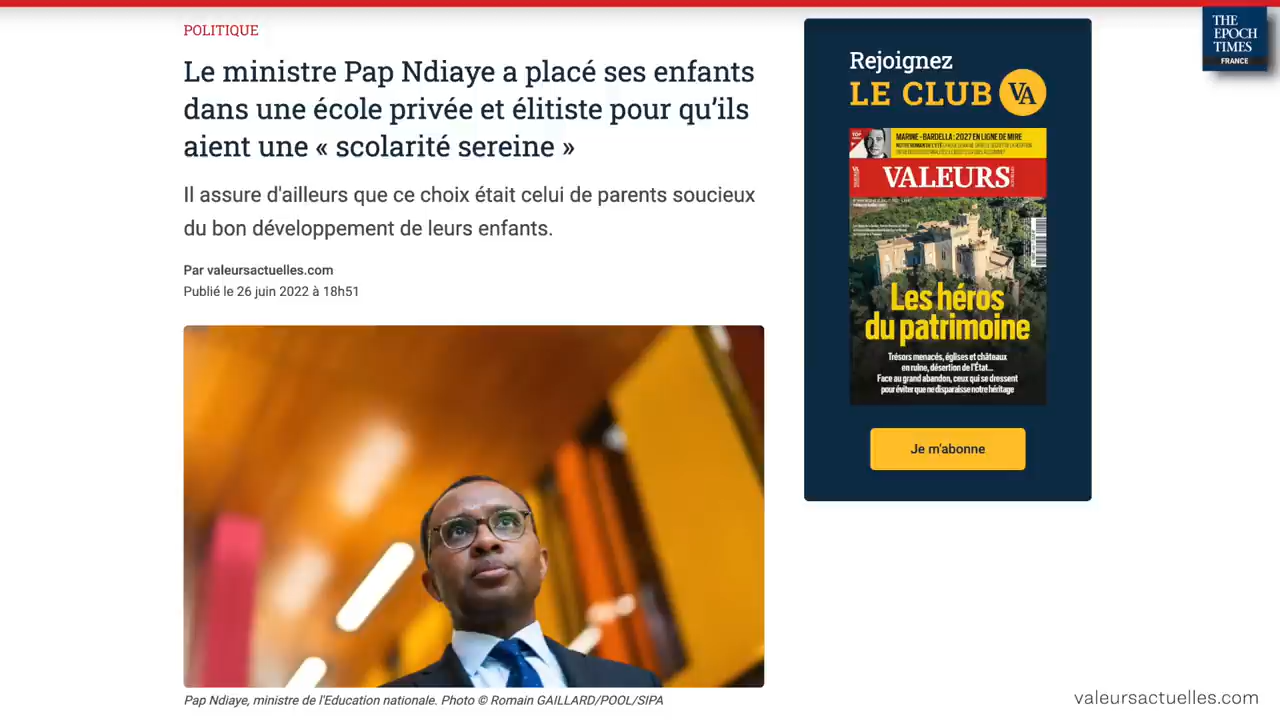 POLITIQUE
Le ministre Pap Ndiaye a placé ses enfants
dans une école privée et élitiste pour qu'ils
aient une « scolarité sereine »
Il assure d'ailleurs que ce choix était celui de parents soucieux
du bon développement de leurs enfants.
Par valeursactuelles.com
Publié le 26 juin 2022 à 18h51
Pap Ndiaye, ministre de l'Education nationale. Photo © Romain GAILLARD/POOL/SIPA
Rejoignez
LE CLUB VA
MARINE - BARDELLA : 2027 EN LIGNE DE MIRE
VALEURS
Les héros
du patrimoine
Trésors menacés, églises et châteaux
en ruine, désertion de l'État...
Face au grand abandon, ceux qui se dressent
pour éviter que ne disparaisse notre héritage
Je m'abonne
THE
EPOCH
TIMES
FRANCE
valeursactuelles.com